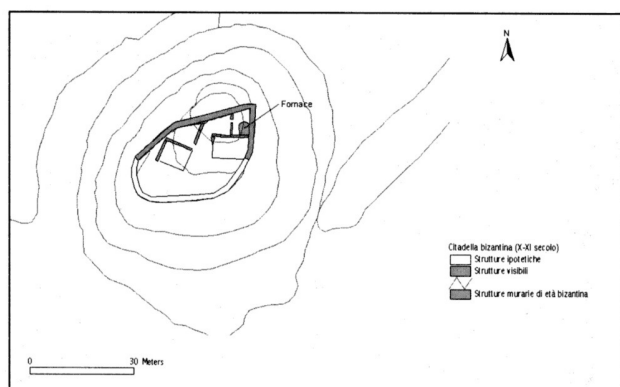 N
Fornace
Citadella bizantina (X-XI secolo)
Strutture ipotetiche
Strutture visibili
Strutture murarie di età bizantina
0 30 Meters